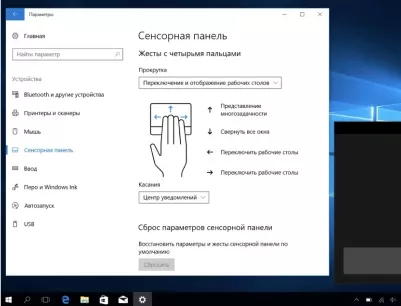 Параметры
Главная
Найти параметр
Устройства
Bluetooth и другие устройства
Принтеры и сканеры
Мышь
Сенсорная панель
Ввод
Перо и Windows Ink
Автозапуск
USB
Сенсорная панель
Жесты с четырьмя пальцами
Прокрутка
Переключение и отображение рабочих столов
Представление
многозадачности
Свернуть все окна
Переключить рабочие столы
Переключить рабочие столы
Касания
Центр уведомлений
Сброс параметров сенсорной панели
Восстановить параметры и жесты сенсорной панели по
умолчанию
Сбросить